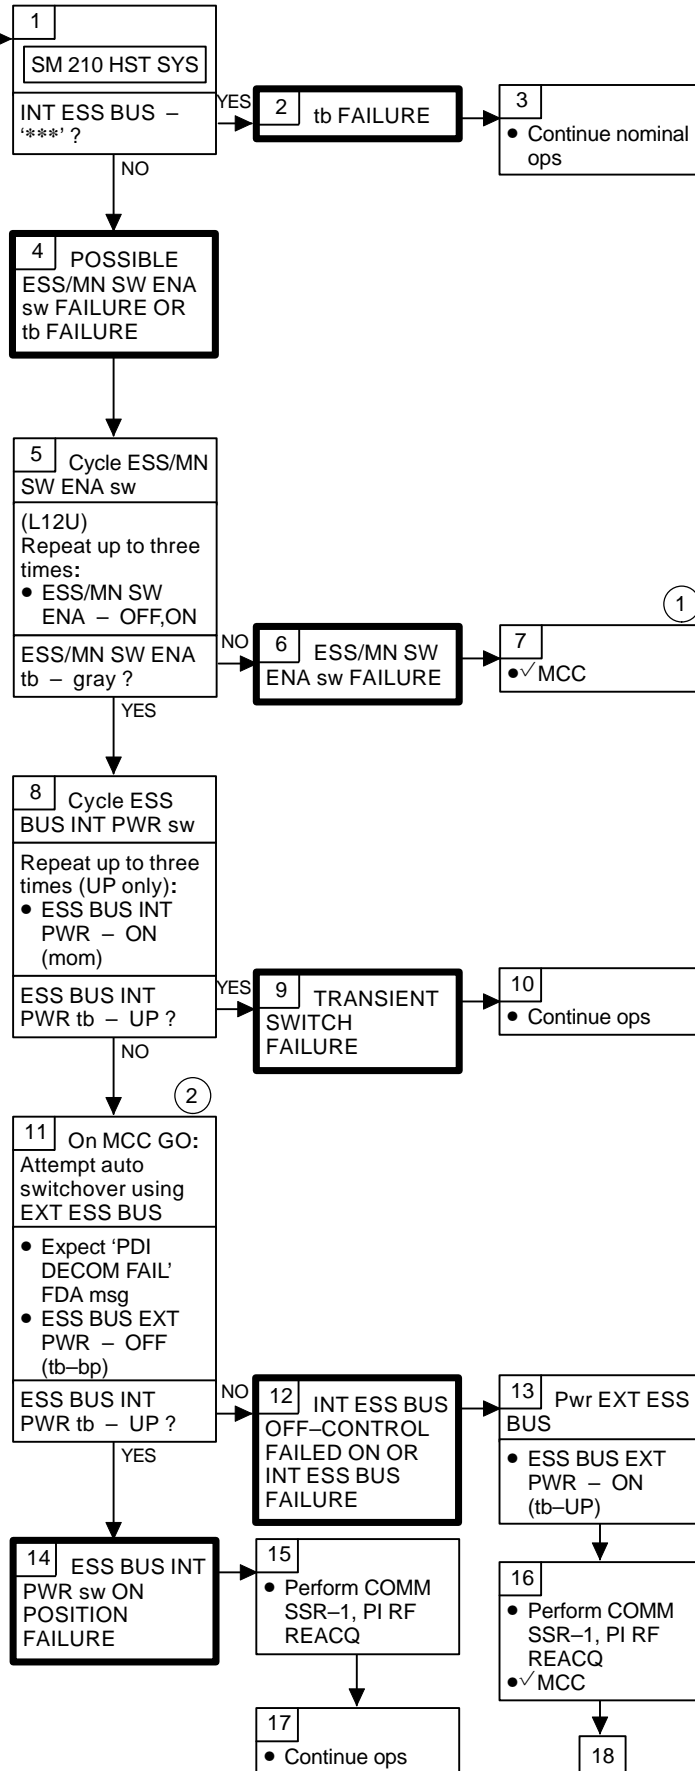 1
SM 210 HST SYS
INT ESS BUS –
‘***’ ?
YES
NO
2 tb FAILURE
3
• Continue nominal
ops
4 POSSIBLE
ESS/MN SW ENA
sw FAILURE OR
tb FAILURE
5 Cycle ESS/MN
SW ENA sw
(L12U)
Repeat up to three
times:
• ESS/MN SW
ENA – OFF,ON
ESS/MN SW ENA
tb – gray ?
NO
YES
6 ESS/MN SW
ENA sw FAILURE
1
7
• √MCC
8 Cycle ESS
BUS INT PWR sw
Repeat up to three
times (UP only):
• ESS BUS INT
PWR – ON
(mom)
ESS BUS INT
PWR tb – UP ?
YES
NO
9 TRANSIENT
SWITCH
FAILURE
10
• Continue ops
2
11 On MCC GO:
Attempt auto
switchover using
EXT ESS BUS
• Expect ‘PDI
DECOM FAIL’
FDA msg
• ESS BUS EXT
PWR – OFF
(tb–bp)
ESS BUS INT
PWR tb – UP ?
NO
YES
12 INT ESS BUS
OFF–CONTROL
FAILED ON OR
INT ESS BUS
FAILURE
13 Pwr EXT ESS
BUS
• ESS BUS EXT
PWR – ON
(tb–UP)
14 ESS BUS INT
PWR sw ON
POSITION
FAILURE
15
• Perform COMM
SSR–1, PI RF
REACQ
16
• Perform COMM
SSR–1, PI RF
REACQ
• √MCC
17
• Continue ops
18